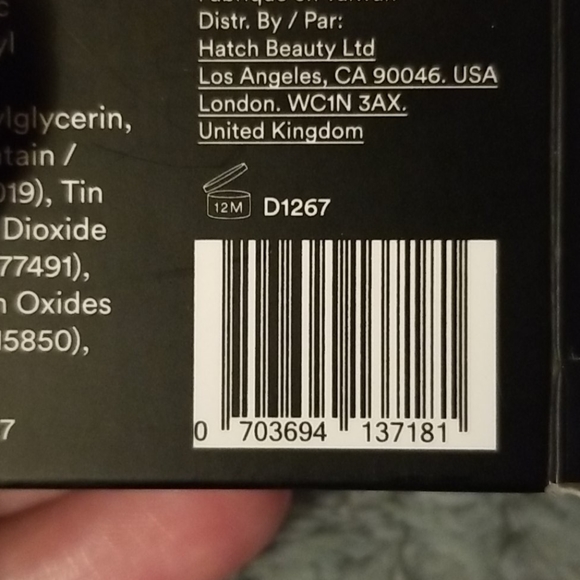 Distr. By / Par:
Hatch Beauty Ltd
Los Angeles, CA 90046. USA
London. WC1N 3AX.
United Kingdom
12M D1267
0 703694 137181
lglycerin,
tain /
019), Tin
Dioxide
77491),
n Oxides
15850),
7